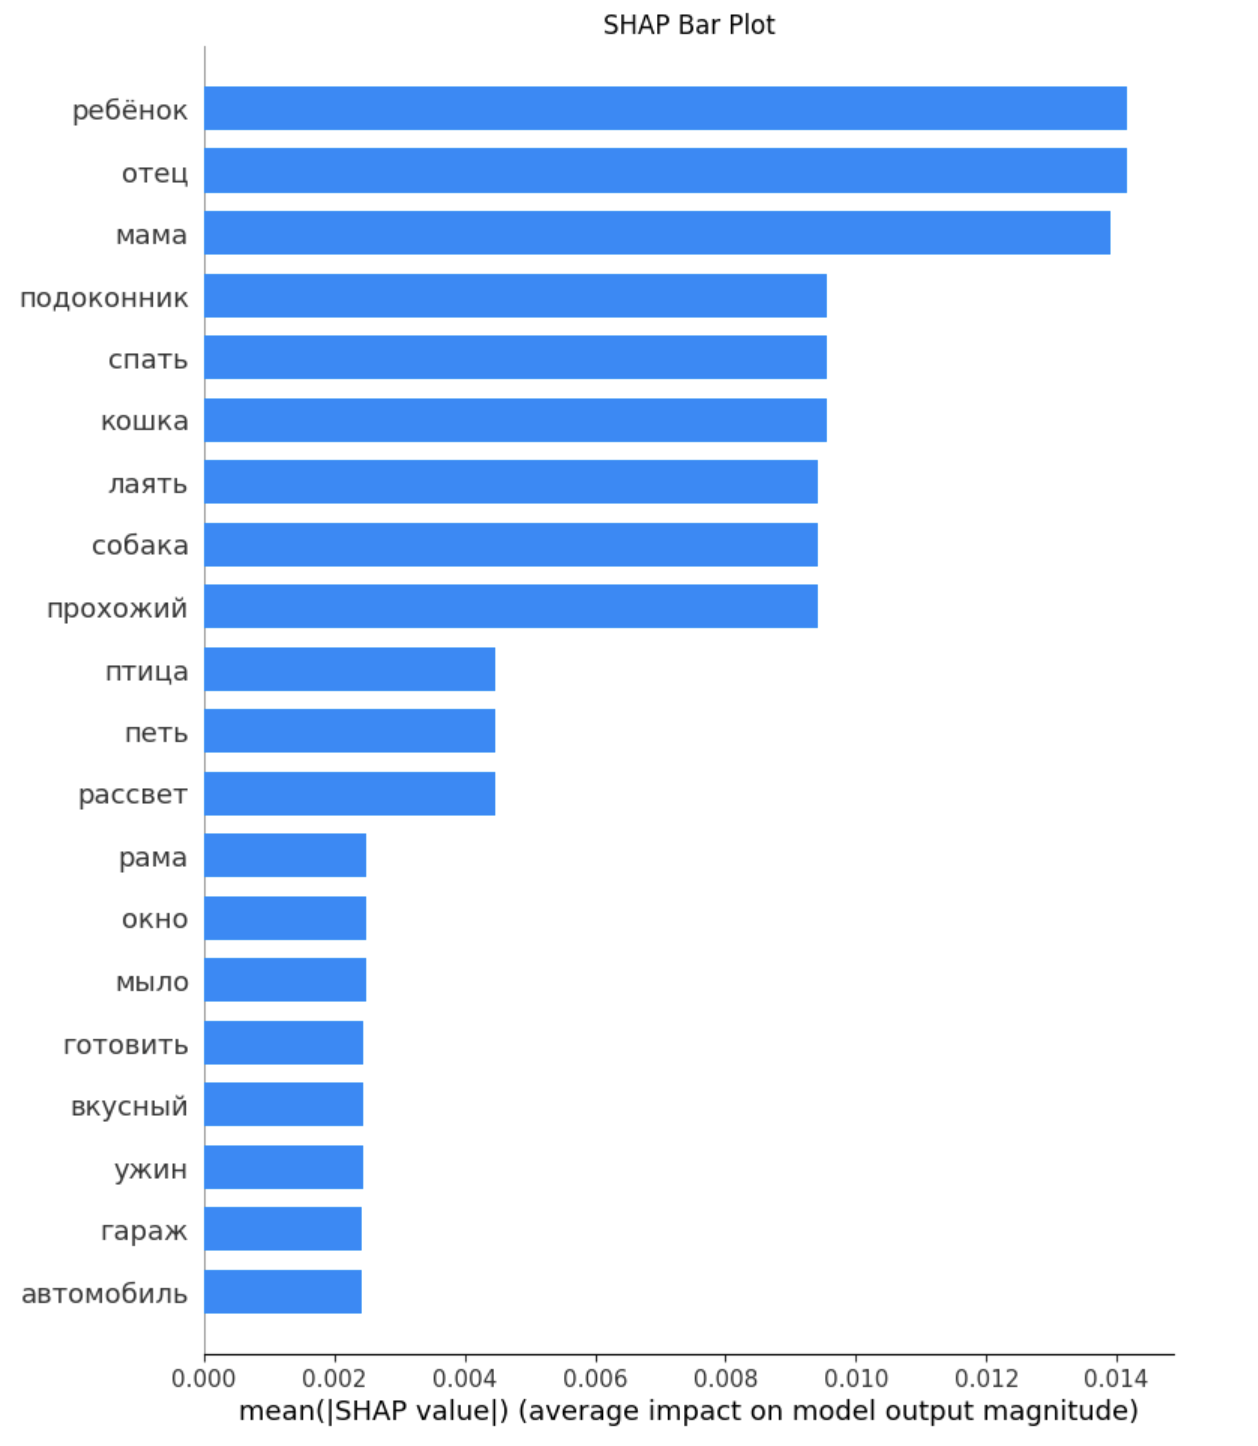 SHAP Bar Plot
ребёнок
отец
мама
подоконник
спать
кошка
лаять
собака
прохожий
птица
петь
рассвет
рама
окно
мыло
готовить
вкусный
ужин
гараж
автомобиль
0.000 0.002 0.004 0.006 0.008 0.010 0.012 0.014
mean(|SHAP value|) (average impact on model output magnitude)